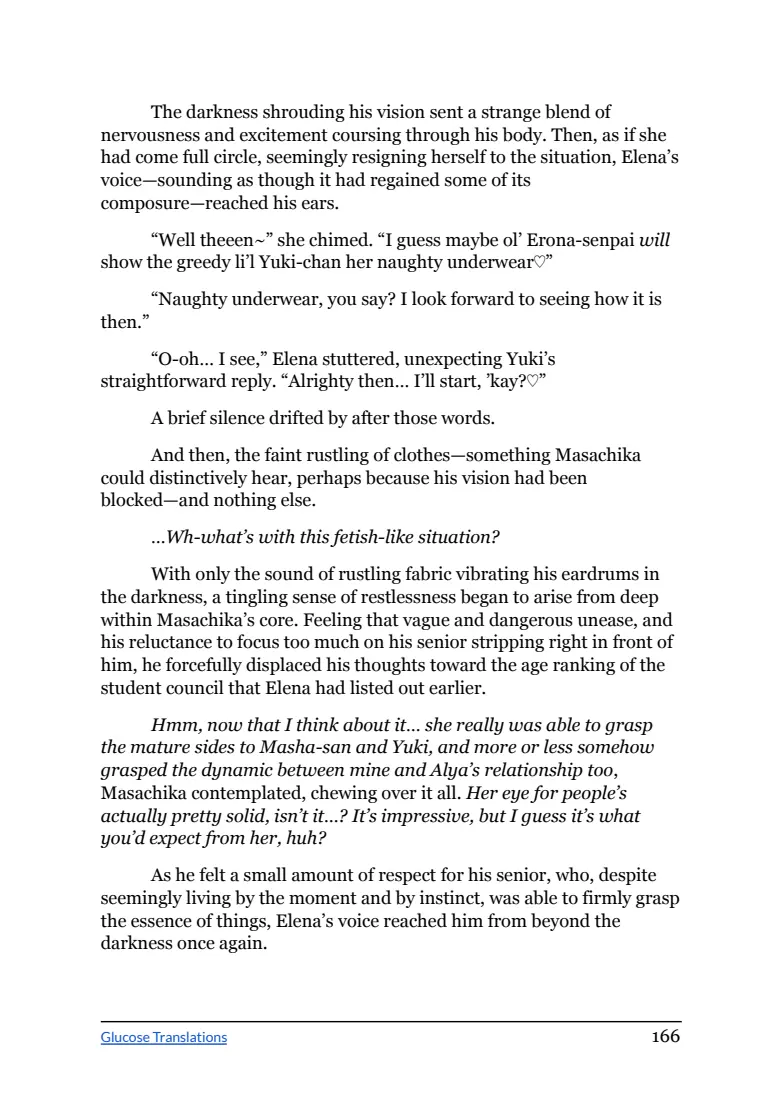 The darkness shrouding his vision sent a strange blend of
nervousness and excitement coursing through his body. Then, as if she
had come full circle, seemingly resigning herself to the situation, Elena’s
voice—sounding as though it had regained some of its
composure—reached his ears.
“Well theeen~” she chimed. “I guess maybe ol’ Erona-senpai will
show the greedy li’l Yuki-chan her naughty underwear♡”
“Naughty underwear, you say? I look forward to seeing how it is
then.”
“O-oh... I see,” Elena stuttered, unexpecting Yuki’s
straightforward reply. “Alrighty then... I’ll start, ’kay?♡”
A brief silence drifted by after those words.
And then, the faint rustling of clothes—something Masachika
could distinctively hear, perhaps because his vision had been
blocked—and nothing else.
...Wh-what’s with this fetish-like situation?
With only the sound of rustling fabric vibrating his eardrums in
the darkness, a tingling sense of restlessness began to arise from deep
within Masachika’s core. Feeling that vague and dangerous unease, and
his reluctance to focus too much on his senior stripping right in front of
him, he forcefully displaced his thoughts toward the age ranking of the
student council that Elena had listed out earlier.
Hmm, now that I think about it... she really was able to grasp
the mature sides to Masha-san and Yuki, and more or less somehow
grasped the dynamic between mine and Alya’s relationship too,
Masachika contemplated, chewing over it all. Her eye for people’s
actually pretty solid, isn’t it...? It’s impressive, but I guess it’s what
you’d expect from her, huh?
As he felt a small amount of respect for his senior, who, despite
seemingly living by the moment and by instinct, was able to firmly grasp
the essence of things, Elena’s voice reached him from beyond the
darkness once again.
Glucose Translations
166